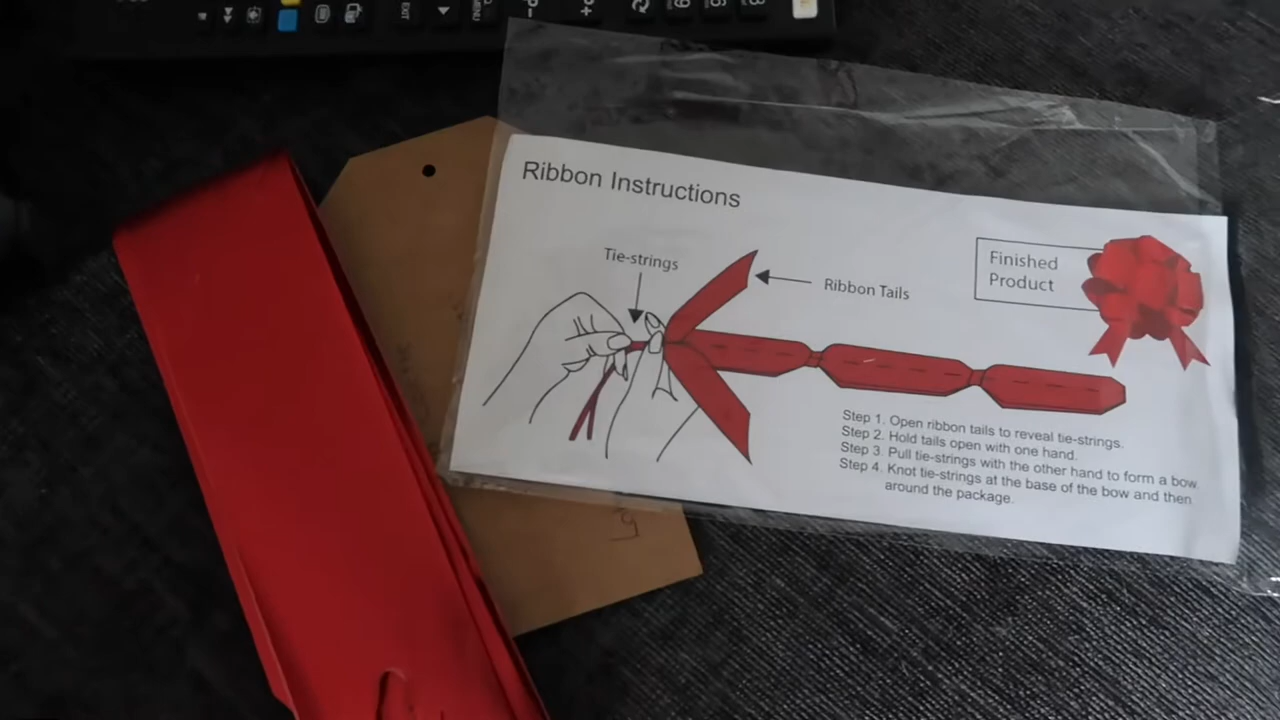 EXIT
MENU
Ribbon Instructions
Tie-strings
Ribbon Tails
Finished
Product
Step 1. Open ribbon tails to reveal tie-strings.
Step 2. Hold tails open with one hand.
Step 3. Pull tie-strings with the other hand to form a bow.
Step 4. Knot tie-strings at the base of the bow and then
around the package.